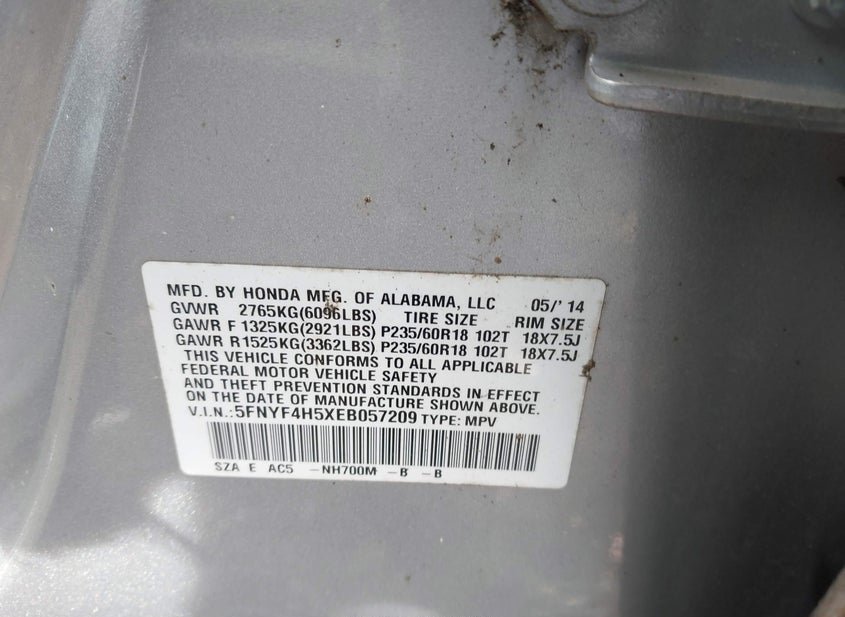 MFD. BY HONDA MFG. OF ALABAMA, LLC 05/' 14
GVWR 2765KG(6096LBS) TIRE SIZE RIM SIZE
GAWR F 1325KG(2921LBS) P235/60R18 102T 18X7.5J
GAWR R 1525KG(3362LBS) P235/60R18 102T 18X7.5J
THIS VEHICLE CONFORMS TO ALL APPLICABLE
FEDERAL MOTOR VEHICLE SAFETY
AND THEFT PREVENTION STANDARDS IN EFFECT
ON THE DATE OF MANUFACTURE SHOWN ABOVE.
V.I.N.:5FNYF4H5XEB057209 TYPE: MPV
SZA E AC5 -NH700M -B -B